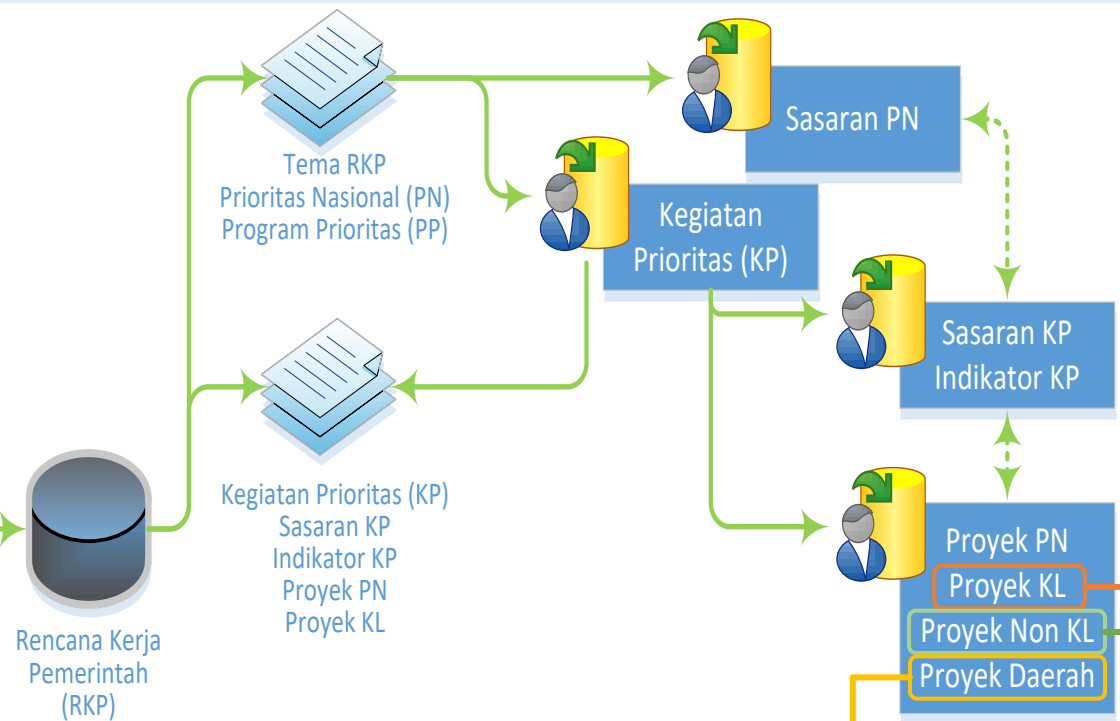 Tema RKP
Prioritas Nasional (PN)
Program Prioritas (PP)
Sasaran PN
Kegiatan
Prioritas (KP)
Sasaran KP
Indikator KP
Kegiatan Prioritas (KP)
Sasaran KP
Indikator KP
Proyek PN
Proyek KL
Rencana Kerja
Pemerintah
(RKP)
Proyek PN
Proyek KL
Proyek Non KL
Proyek Daerah